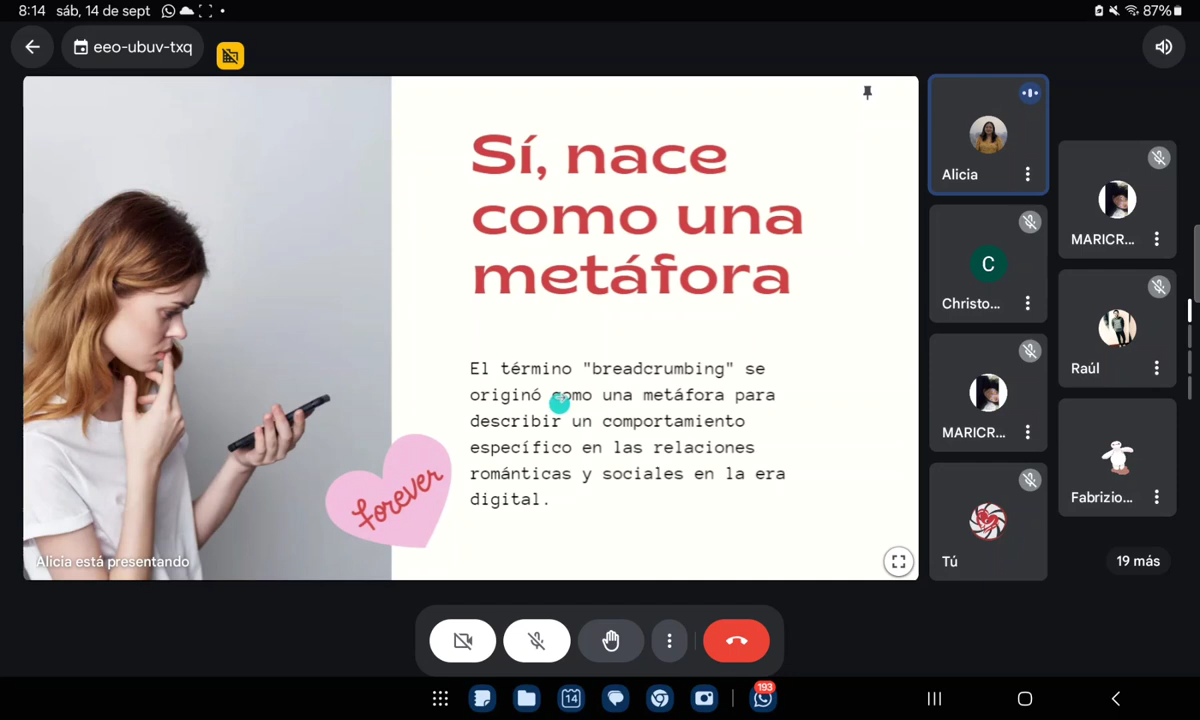 8:14 sáb, 14 de sept
87%
eeo-ubuv-txq
Sí, nace
como una
metáfora
El término "breadcrumbing" se
originó como una metáfora para
describir un comportamiento
específico en las relaciones
románticas y sociales en la era
digital.
forever
Alicia está presentando
Alicia
Christo...
MARICR...
Tú
MARICR...
Raúl
Fabrizio...
19 más
C
14
193